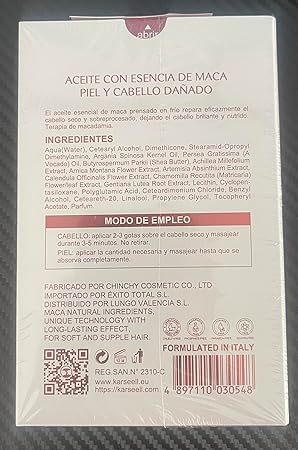 abrir
ACEITE CON ESENCIA DE MACA
PIEL Y CABELLO DAÑADO
El aceite esencial de maca prensado en frío repara eficazmente el
cabello seco y sobreprocesado, dejando el cabello brillante y nutrido.
Terapia de macadamia.
INGREDIENTES
Aqua(Water), Cetearyl Alcohol, Dimethicone, Stearamid-Opropyl
Dimethylamine, Argania Spinosa Kernel Oil, Persea Gratissima (A
vocado Oil), Butyrospermum Parkii (Shea Butter), Achillea Millefolium
Extract, Arnica Montana Flower Extract, Artemisia Absinthium Extract,
Calendula Officinalis Flower Extract, Chamomilla Recutita (Matricaria)
Flower/leaf Extract, Gentiana Lutea Root Extract, Lecithin, Cyclopen-
tasiloxane, Polyglutamic Acid, Ceteamonium Chloride, Benzyl
Alcohol, Ceteareth-20, Linalool, Propylene Glycol, Tocopheryl
Acetate, Parfum.
MODO DE EMPLEO
CABELLO: aplicar 2-3 gotas sobre el cabello seco y masajear
durante 3-5 minutos. No retirar.
PIEL: aplicar la cantidad necesaria y masajear hasta que se
absorva completamente.
FABRICADO POR CHINCHY COSMETIC CO., LTD
IMPORTADO POR ÉXITO TOTAL S.L.
DISTRIBUIDO POR LUNGO VALENCIA S.L.
MACA NATURAL INGREDIENTS,
UNIQUE TECHNOLOGY WITH
LONG-LASTING EFFECT,
FOR SOFT AND SUPPLE HAIR.
FORMULATED IN ITALY
REG.SAN.N° 2310-C
www.karseell.com
https://karseell.eu
4 897110 030548